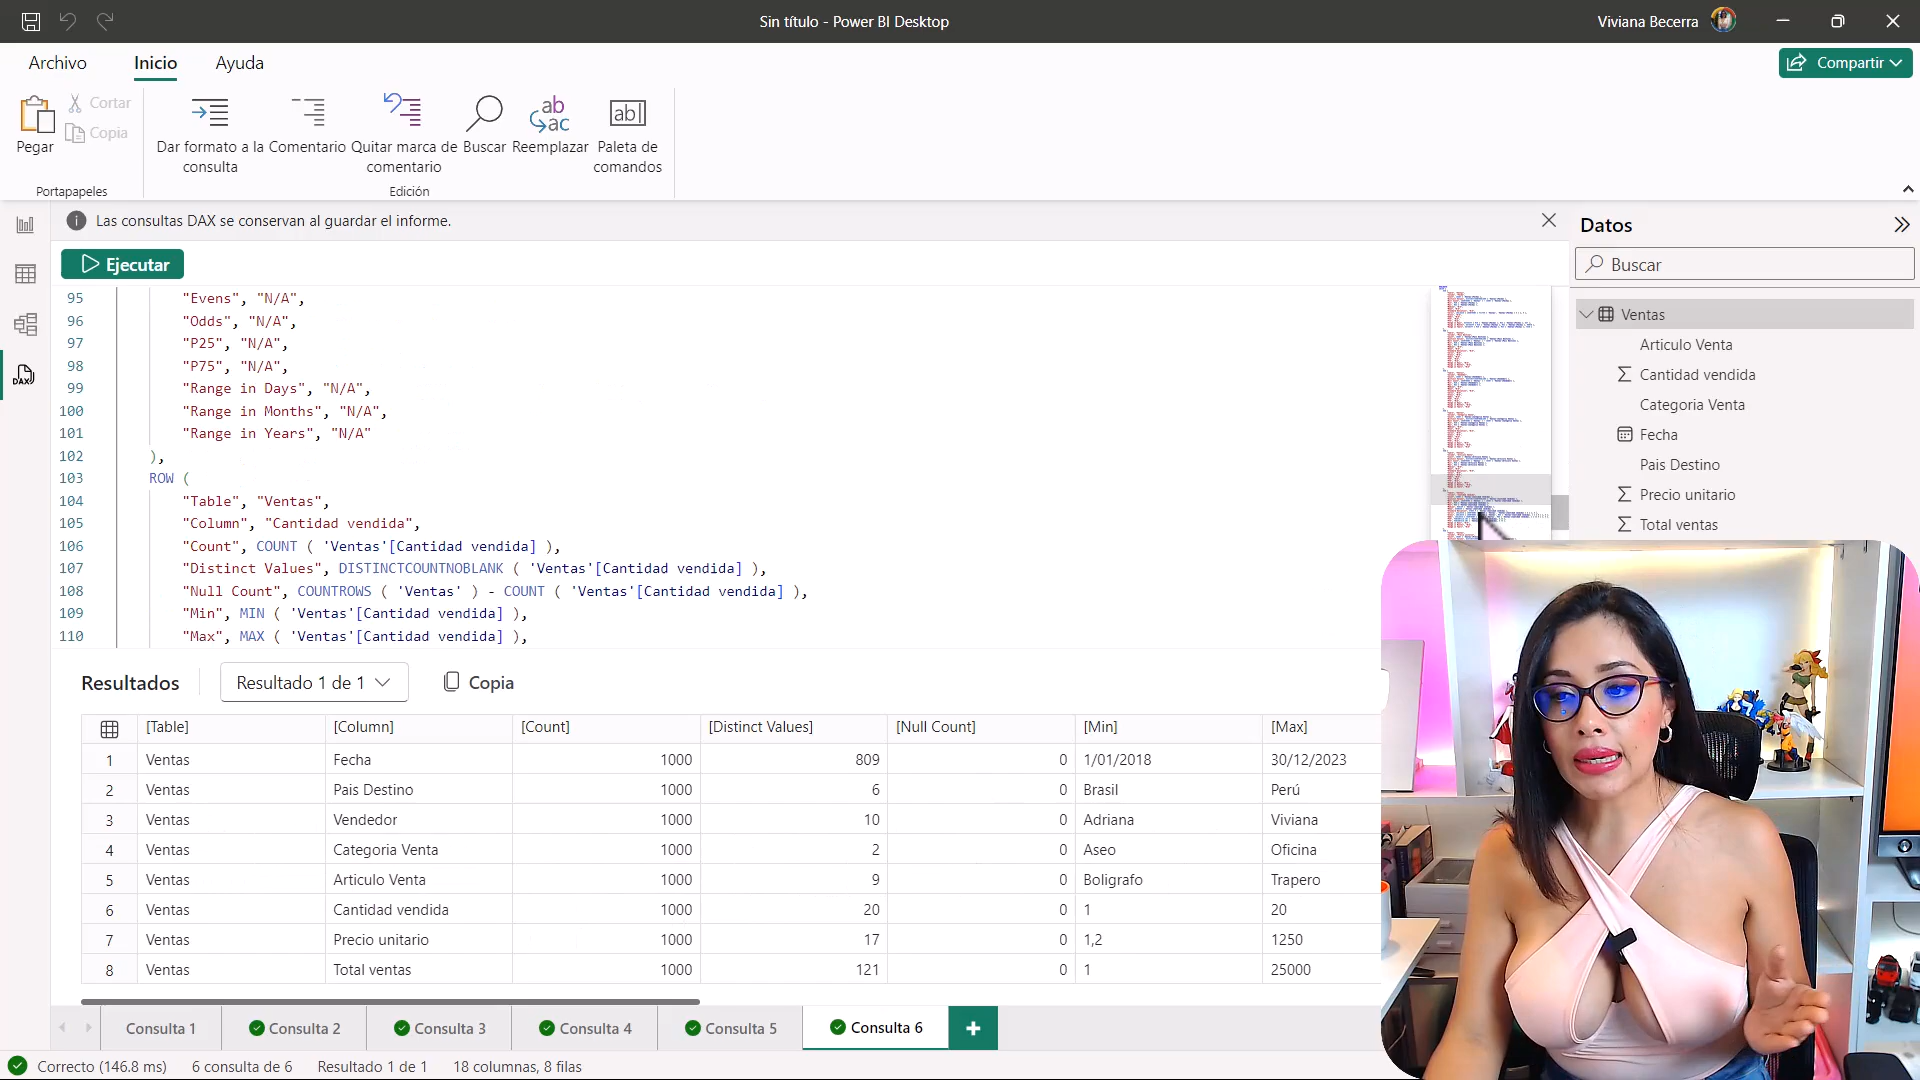 Sin título - Power BI Desktop
Viviana Becerra
Archivo
Inicio
Ayuda
Compartir
Pegar
Cortar
Copia
Portapapeles
Dar formato a la consulta
Comentario
Quitar marca de comentario
Buscar
Reemplazar
Paleta de comandos
Edición
Las consultas DAX se conservan al guardar el informe.
Ejecutar
95 "Evens", "N/A",
96 "Odds", "N/A",
97 "P25", "N/A",
98 "P75", "N/A",
99 "Range in Days", "N/A",
100 "Range in Months", "N/A",
101 "Range in Years", "N/A"
102 ),
103 ROW (
104 "Table", "Ventas",
105 "Column", "Cantidad vendida",
106 "Count", COUNT ( 'Ventas'[Cantidad vendida] ),
107 "Distinct Values", DISTINCTCOUNTNOBLANK ( 'Ventas'[Cantidad vendida] ),
108 "Null Count", COUNTROWS ( 'Ventas' ) - COUNT ( 'Ventas'[Cantidad vendida] ),
109 "Min", MIN ( 'Ventas'[Cantidad vendida] ),
110 "Max", MAX ( 'Ventas'[Cantidad vendida] ),
Datos
Buscar
Ventas
Articulo Venta
Cantidad vendida
Categoria Venta
Fecha
Pais Destino
Precio unitario
Total ventas
DAX
Resultados
Resultado 1 de 1
Copia
[Table] [Column] [Count] [Distinct Values] [Null Count] [Min] [Max]
1 Ventas Fecha 1000 809 0 1/01/2018 30/12/2023
2 Ventas Pais Destino 1000 6 0 Brasil Perú
3 Ventas Vendedor 1000 10 0 Adriana Viviana
4 Ventas Categoria Venta 1000 2 0 Aseo Oficina
5 Ventas Articulo Venta 1000 9 0 Boligrafo Trapero
6 Ventas Cantidad vendida 1000 20 0 1 20
7 Ventas Precio unitario 1000 17 0 1,2 1250
8 Ventas Total ventas 1000 121 0 1 25000
Consulta 1
Consulta 2
Consulta 3
Consulta 4
Consulta 5
Consulta 6
Correcto (146.8 ms) 6 consulta de 6 Resultado 1 de 1 18 columnas, 8 filas